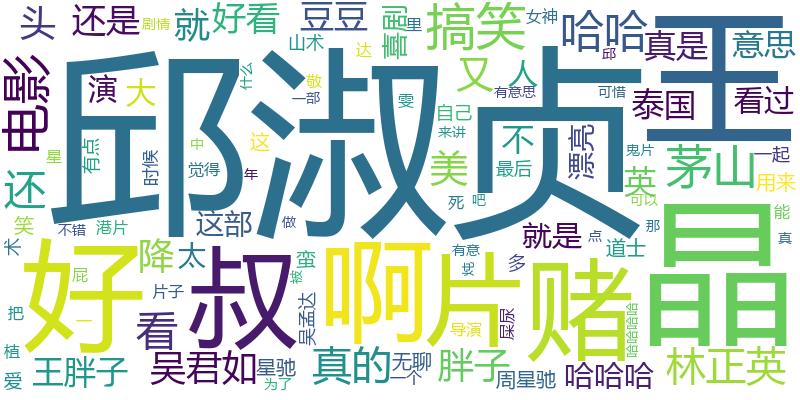 头
还是
剧情
就
好看
豆豆
里
山术
喜剧
搞笑
女神
哈哈
真是
意思
王
电影
演
大
什么
达
敬
一部
又
人
邱
有意思
可惜
泰国
看过
邱淑贞
星
有点
时候
中
觉得
这
年
雯
自己
来讲
不
最后
漂亮
美
鬼片
英
可以
茅山
一起
用来
还
笑
不错
港片
这部
做
死
吧
那
点
能
真
术
就是
道士
降
太
蛮
被
有意
蛇
多
好
叔
啊
片
赌
晶
屁
一
片子
看
吴孟达
导演
屎尿
哈哈哈哈
把
植
爱
王胖子
吴君如
星驰
为了
真的
无聊
一个
胖子
周星驰
哈哈哈
林正英